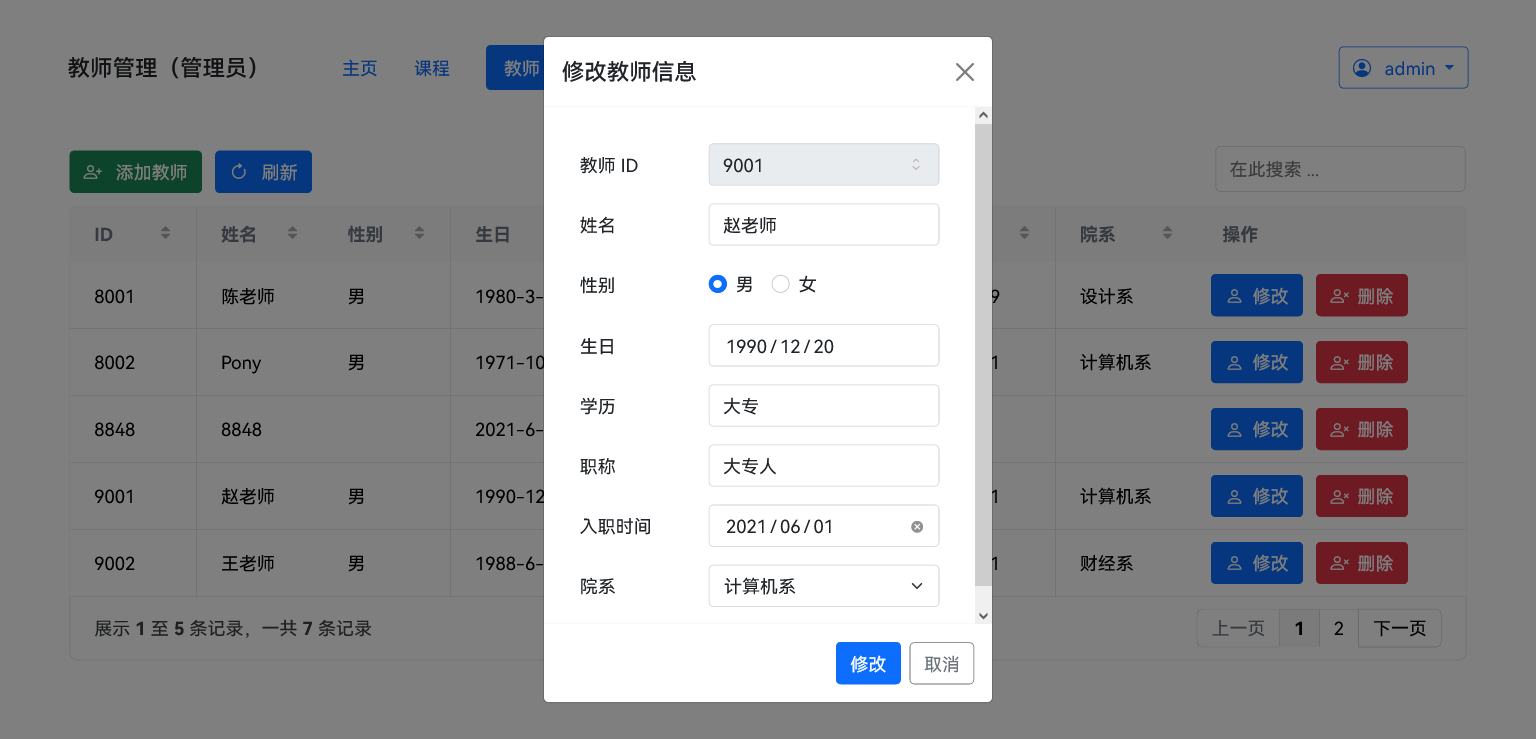 教师管理（管理员） 主页 课程 教师 admin
添加教师 刷新 在此搜索 ...
ID 姓名 性别 生日 院系 操作
8001 陈老师 男 1980-3- 9 设计系 修改 删除
8002 Pony 男 1971-10 1 计算机系 修改 删除
8848 8848 2021-6- 修改 删除
9001 赵老师 男 1990-12 1 计算机系 修改 删除
9002 王老师 男 1988-6- 1 财经系 修改 删除
展示 1 至 5 条记录，一共 7 条记录 上一页 1 2 下一页
修改教师信息
教师 ID 9001
姓名 赵老师
性别 男 女
生日 1990/12/20
学历 大专
职称 大专人
入职时间 2021/06/01
院系 计算机系
修改 取消